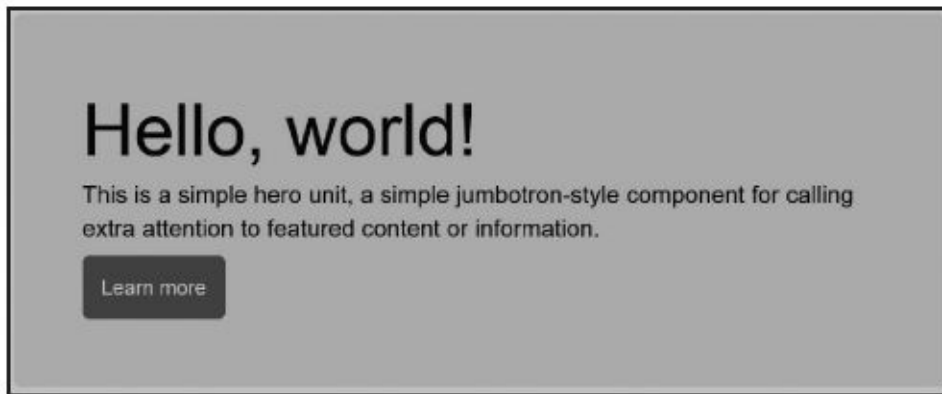 Hello, world!
This is a simple hero unit, a simple jumbotron-style component for calling
extra attention to featured content or information.
Learn more